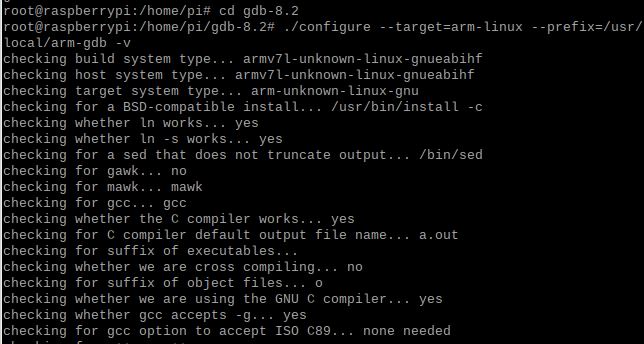 root@raspberrypi:/home/pi# cd gdb-8.2
root@raspberrypi:/home/pi/gdb-8.2# ./configure --target=arm-linux --prefix=/usr/
local/arm-gdb -v
checking build system type... armv7l-unknown-linux-gnueabihf
checking host system type... armv7l-unknown-linux-gnueabihf
checking target system type... arm-unknown-linux-gnu
checking for a BSD-compatible install... /usr/bin/install -c
checking whether ln works... yes
checking whether ln -s works... yes
checking for a sed that does not truncate output... /bin/sed
checking for gawk... no
checking for mawk... mawk
checking for gcc... gcc
checking whether the C compiler works... yes
checking for C compiler default output file name... a.out
checking for suffix of executables...
checking whether we are cross compiling... no
checking for suffix of object files... o
checking whether we are using the GNU C compiler... yes
checking whether gcc accepts -g... yes
checking for gcc option to accept ISO C89... none needed